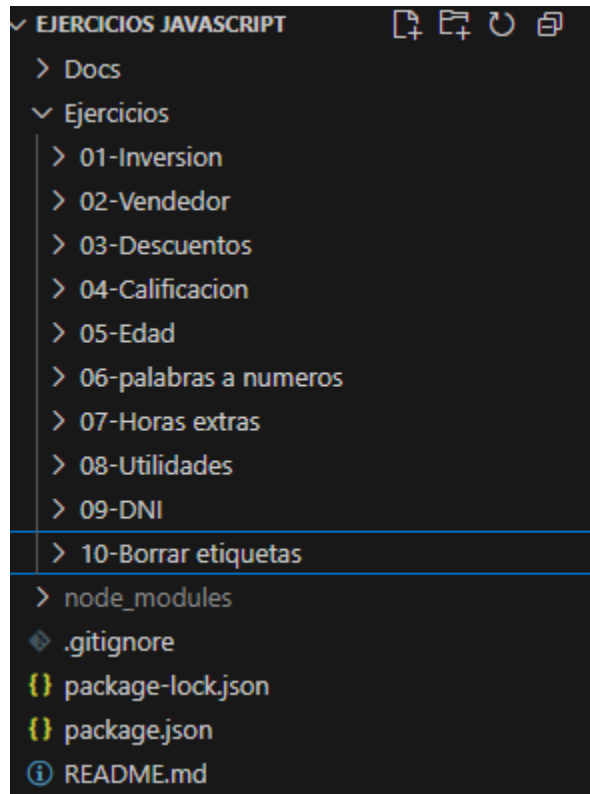 EJERCICIOS JAVASCRIPT
Docs
Ejercicios
01-Inversion
02-Vendedor
03-Descuentos
04-Calificacion
05-Edad
06-palabras a numeros
07-Horas extras
08-Utilidades
09-DNI
10-Borrar etiquetas
node_modules
.gitignore
{} package-lock.json
{} package.json
README.md